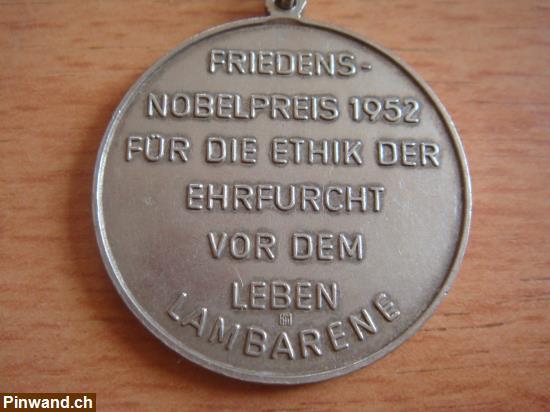 FRIEDENS-
NOBELPREIS 1952
FÜR DIE ETHIK DER
EHRFURCHT
VOR DEM
LEBEN
LAMBARENE
Pinwand.ch